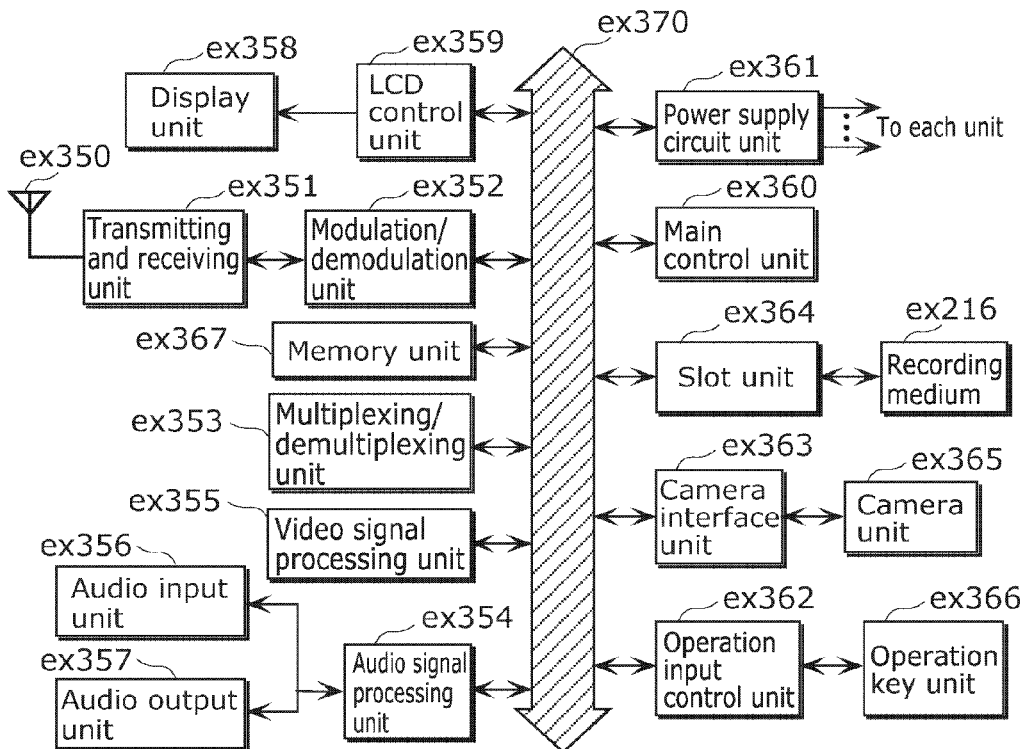 ex358
Display
unit
ex359
LCD
control
unit
ex370
ex361
Power supply
circuit unit
To each unit
ex350
ex351
Transmitting
and receiving
unit
ex352
Modulation/
demodulation
unit
ex360
Main
control unit
ex367
Memory unit
ex364
Slot unit
ex216
Recording
medium
ex353
Multiplexing/
demultiplexing
unit
ex363
Camera
interface
unit
ex365
Camera
unit
ex355
Video signal
processing unit
ex356
Audio input
unit
ex357
Audio output
unit
ex354
Audio signal
processing
unit
ex362
Operation
input
control unit
ex366
Operation
key unit